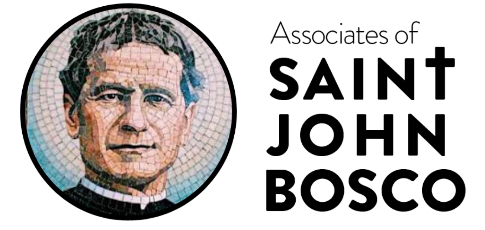 Associates of
SAINT
JOHN
BOSCO